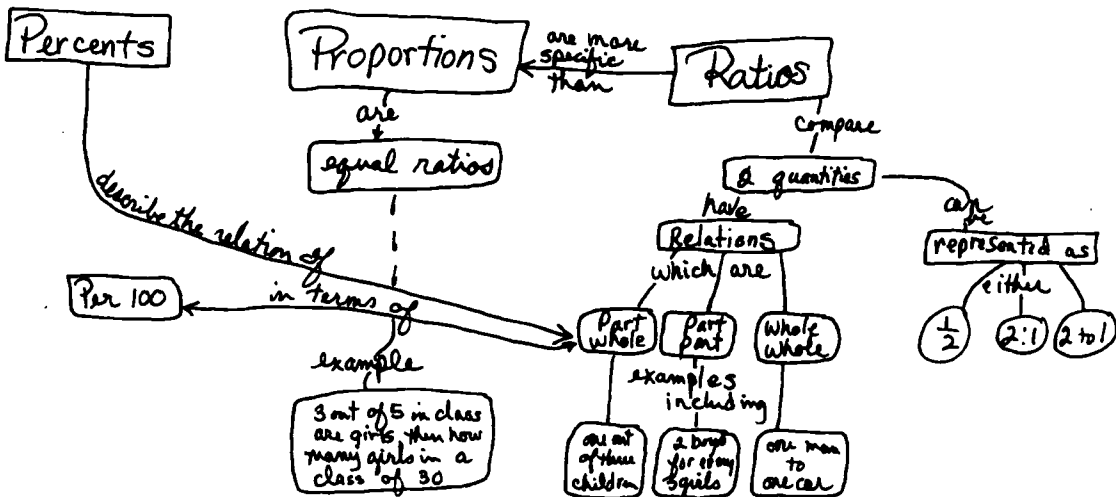 Percents
Proportions
are more
specific
than
Ratios
are
compare
equal ratios
2 quantities
describe the relation of
have
can
be
Relations
represented as
which are
either
Per 100
in terms of
Part
whole
Part
part
Whole
whole
1/2
2:1
2 to 1
example
examples
including
3 out of 5 in class
are girls, then how
many girls in a
class of 30
one out
of three
children
2 boys
for every
3 girls
one man
to
one car